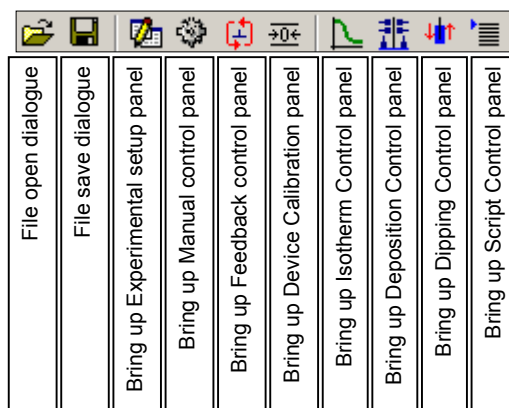 →0←
File open dialogue
File save dialogue
Bring up Experimental setup panel
Bring up Manual control panel
Bring up Feedback control panel
Bring up Device Calibration panel
Bring up Isotherm Control panel
Bring up Deposition Control panel
Bring up Dipping Control panel
Bring up Script Control panel